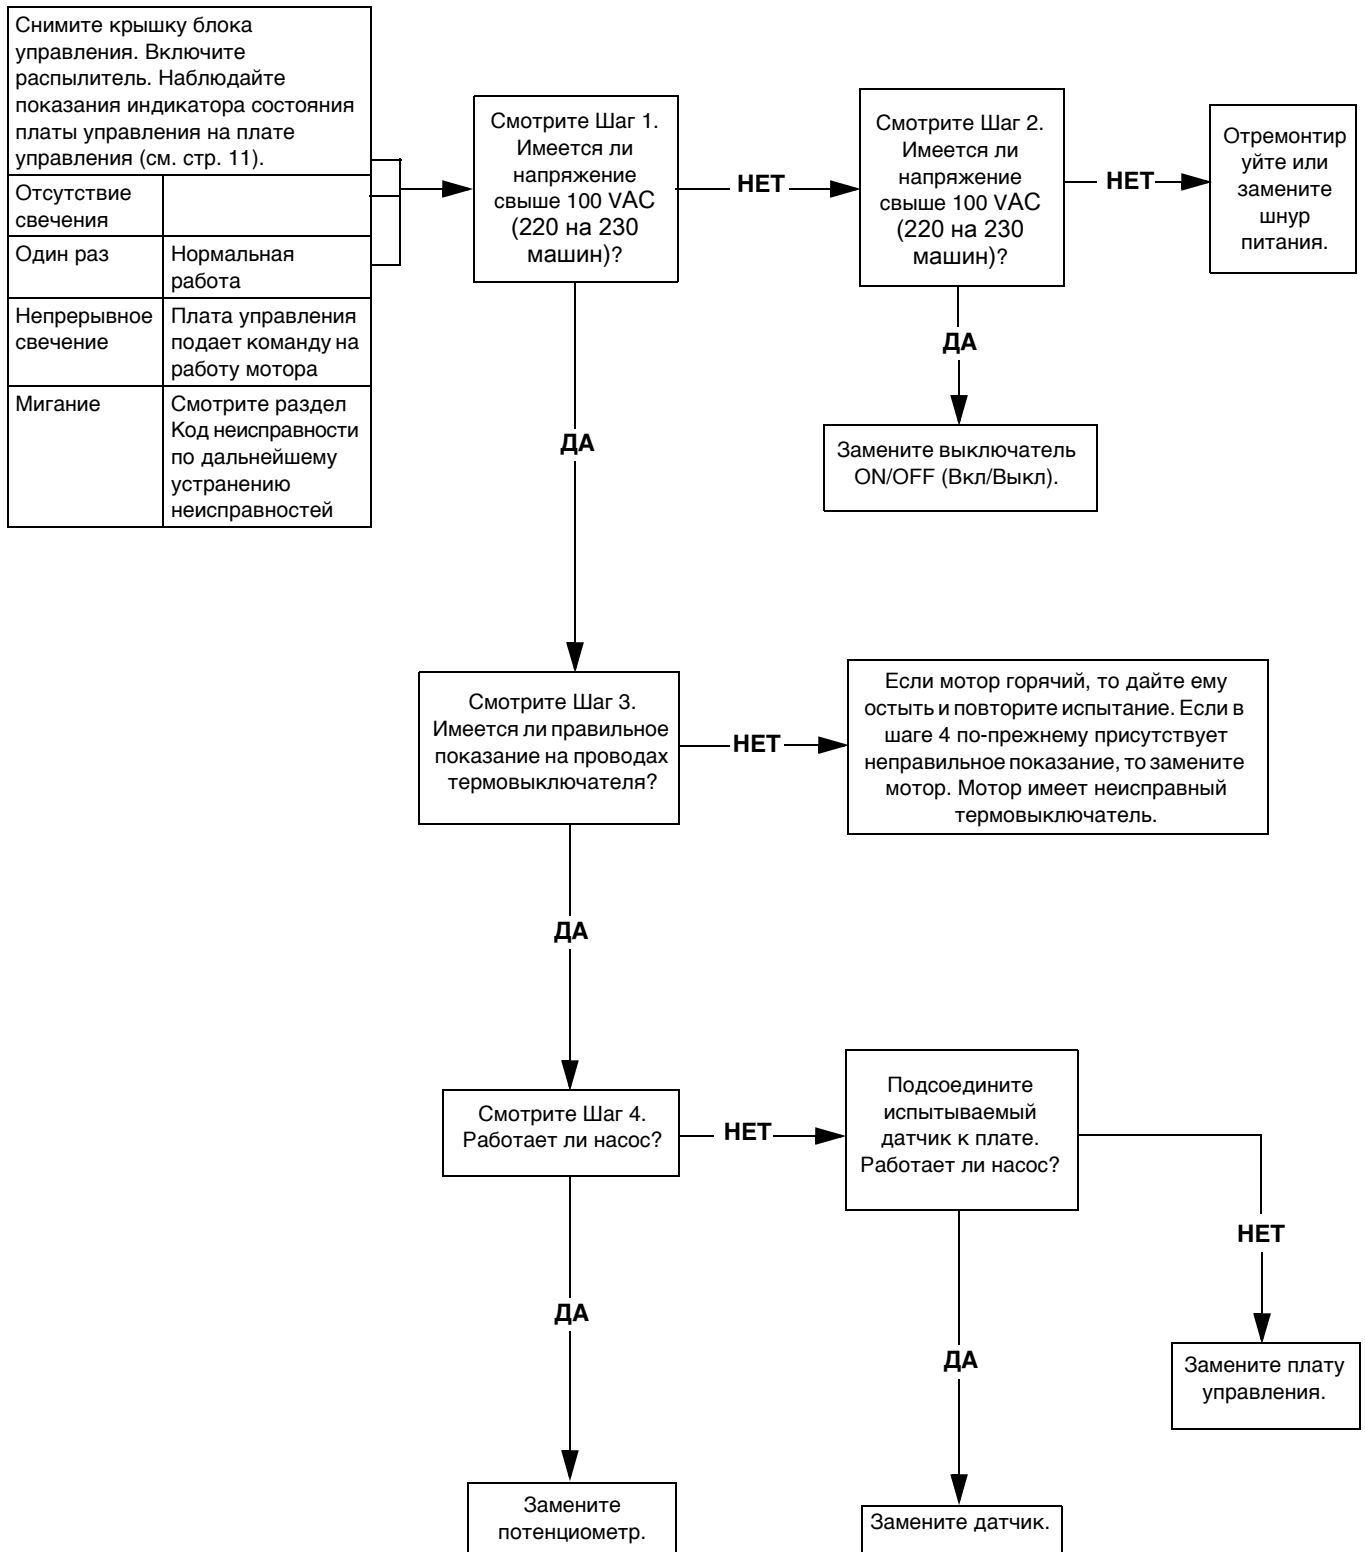 Снимите крышку блока
управления. Включите
распылитель. Наблюдайте
показания индикатора состояния
платы управления на плате
управления (см. стр. 11).
Отсутствие
свечения
Один раз
Нормальная
работа
Непрерывное
свечение
Плата управления
подает команду на
работу мотора
Мигание
Смотрите раздел
Код неисправности
по дальнейшему
устранению
неисправностей
Смотрите Шаг 1.
Имеется ли
напряжение
свыше 100 VAC
(220 на 230
машин)?
НЕТ
Смотрите Шаг 2.
Имеется ли
напряжение
свыше 100 VAC
(220 на 230
машин)?
НЕТ
Отремонтир
уйте или
замените
шнур
питания.
ДА
Замените выключатель
ON/OFF (Вкл/Выкл).
ДА
Смотрите Шаг 3.
Имеется ли правильное
показание на проводах
термовыключателя?
НЕТ
Если мотор горячий, то дайте ему
остыть и повторите испытание. Если в
шаге 4 по-прежнему присутствует
неправильное показание, то замените
мотор. Мотор имеет неисправный
термовыключатель.
ДА
Смотрите Шаг 4.
Работает ли насос?
НЕТ
Подсоедините
испытываемый
датчик к плате.
Работает ли насос?
НЕТ
Замените плату
управления.
ДА
Замените
потенциометр.
ДА
Замените датчик.